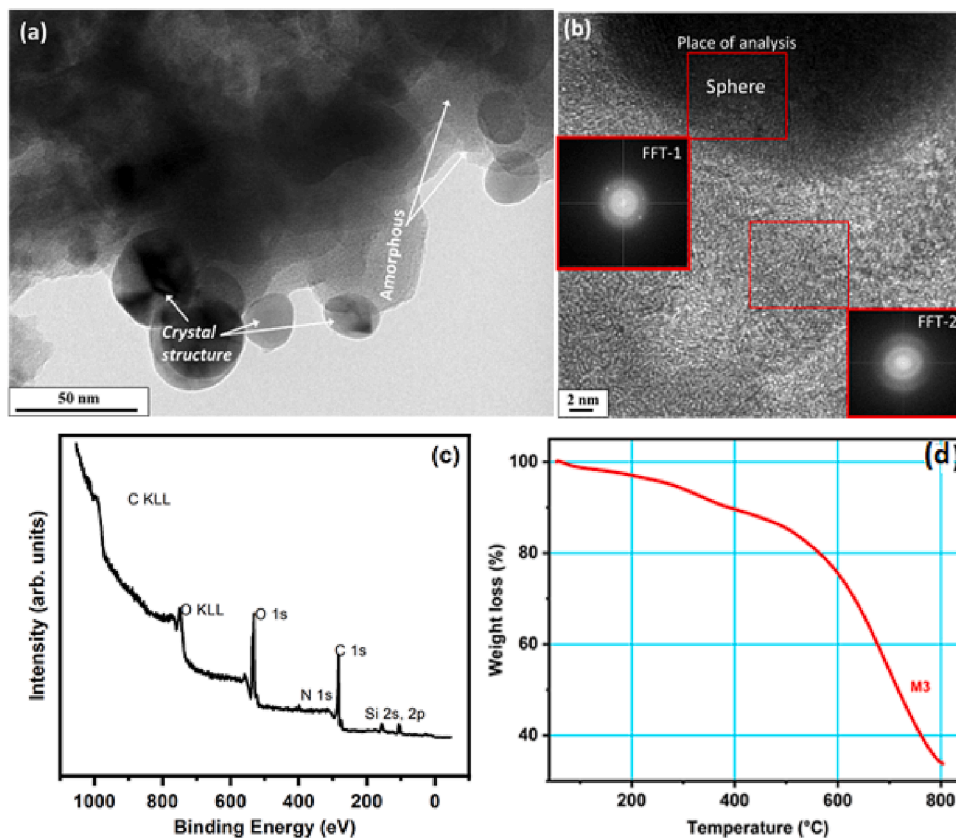 (a)
Amorphous
Crystal
structure
50 nm
(b)
Place of analysis
Sphere
FFT-1
FFT-2
2 nm
(c)
C KLL
O KLL
O 1s
C 1s
N 1s
Si 2s, 2p
Intensity (arb. units)
1000 800 600 400 200 0
Binding Energy (eV)
(d)
100
80
60
40
Weight loss (%)
M3
200 400 600 800
Temperature (°C)